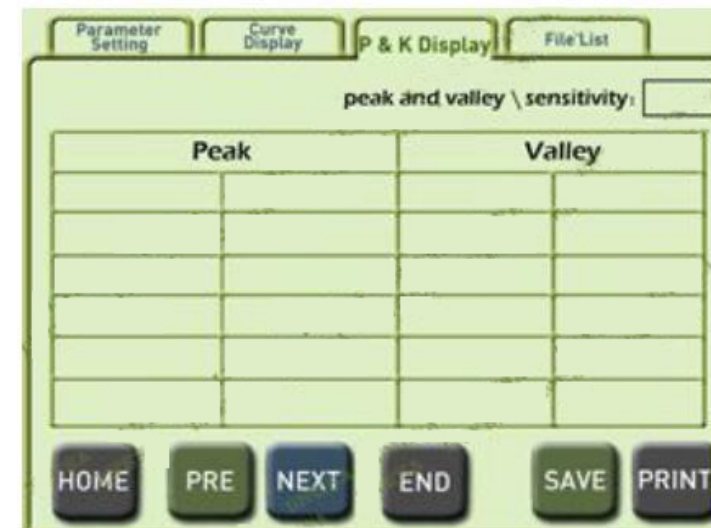 Parameter Setting
Curve Display
P & K Display
File List
peak and valley \ sensitivity:
Peak Valley
HOME PRE NEXT END SAVE PRINT